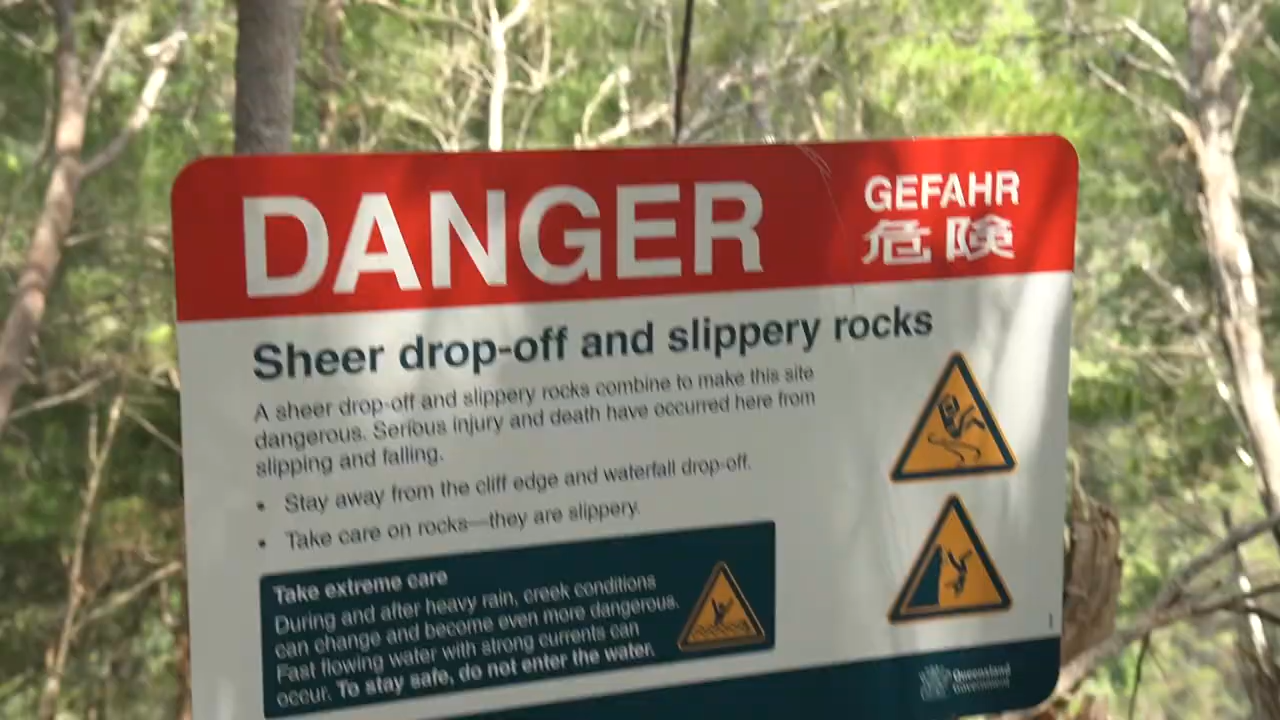 DANGER
GEFAHR
危険
Sheer drop-off and slippery rocks
A sheer drop-off and slippery rocks combine to make this site
dangerous. Serious injury and death have occurred here from
slipping and falling.
• Stay away from the cliff edge and waterfall drop-off.
• Take care on rocks—they are slippery.
Take extreme care
During and after heavy rain, creek conditions
can change and become even more dangerous.
Fast flowing water with strong currents can
occur. To stay safe, do not enter the water.
Queensland
Government